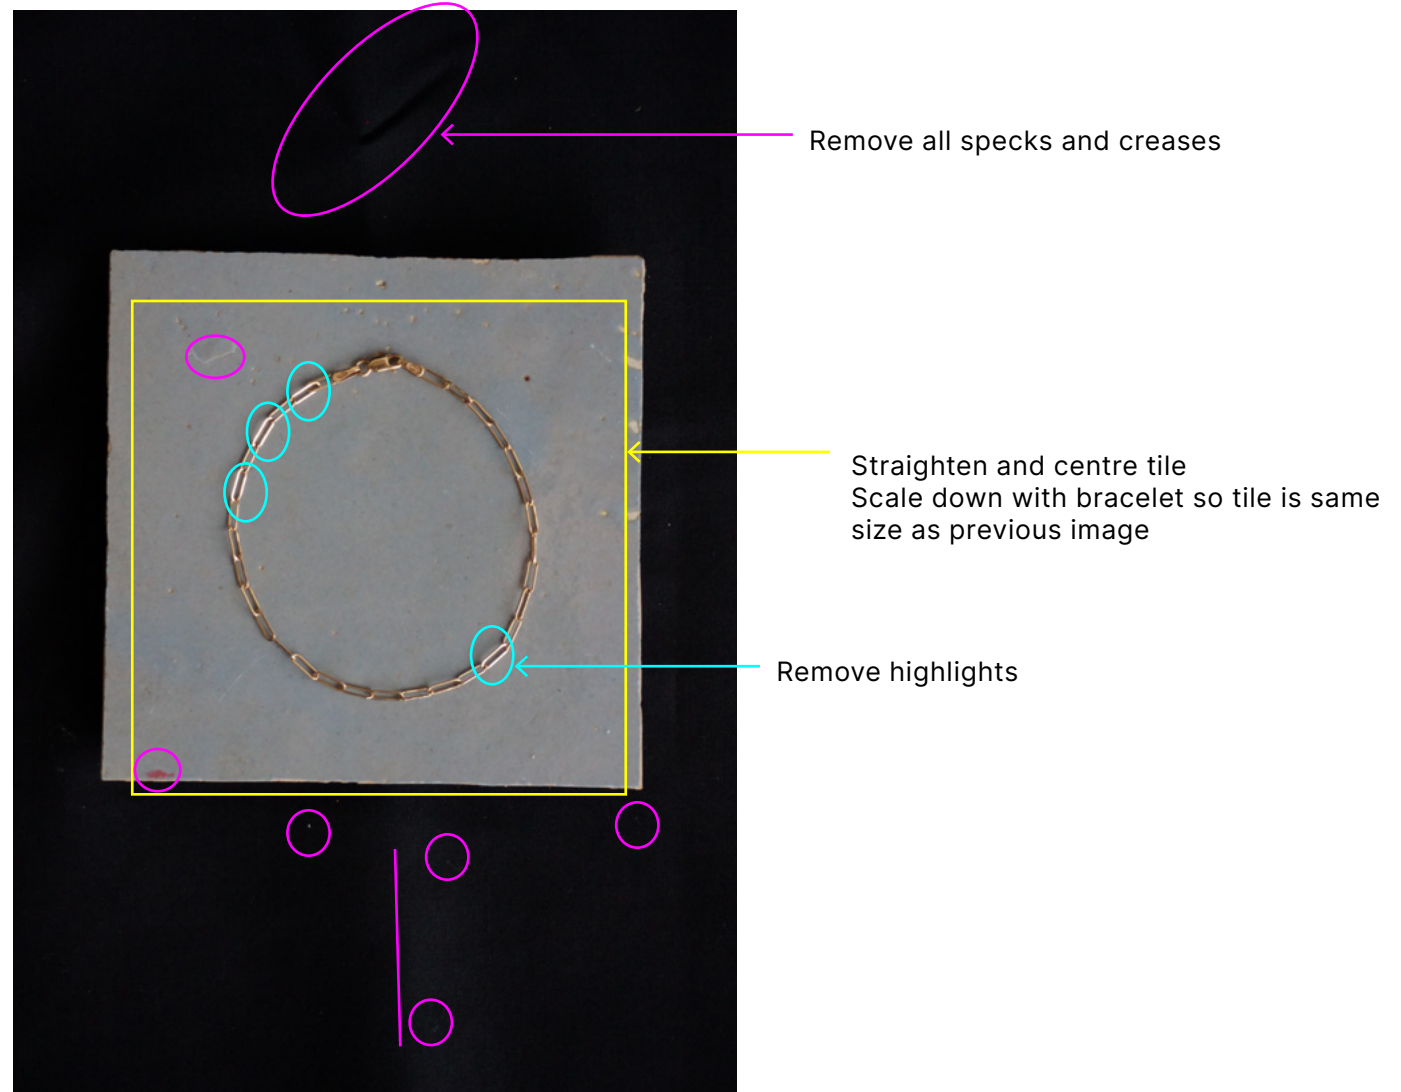 Remove all specks and creases
Straighten and centre tile
Scale down with bracelet so tile is same
size as previous image
Remove highlights